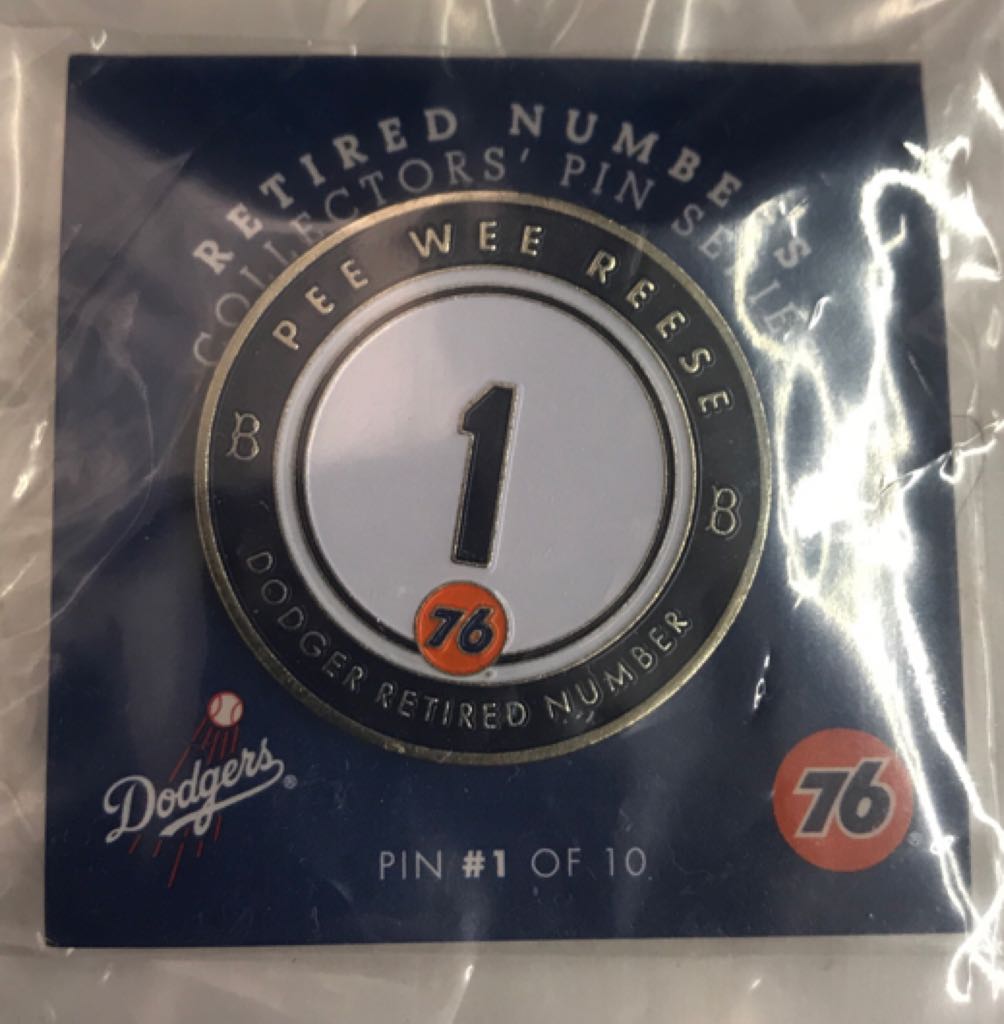 RETIRED NUMBERS
COLLECTORS' PIN SERIES
PEE WEE REESE
B
B
1
76
DODGER RETIRED NUMBER
Dodgers®
76
PIN #1 OF 10